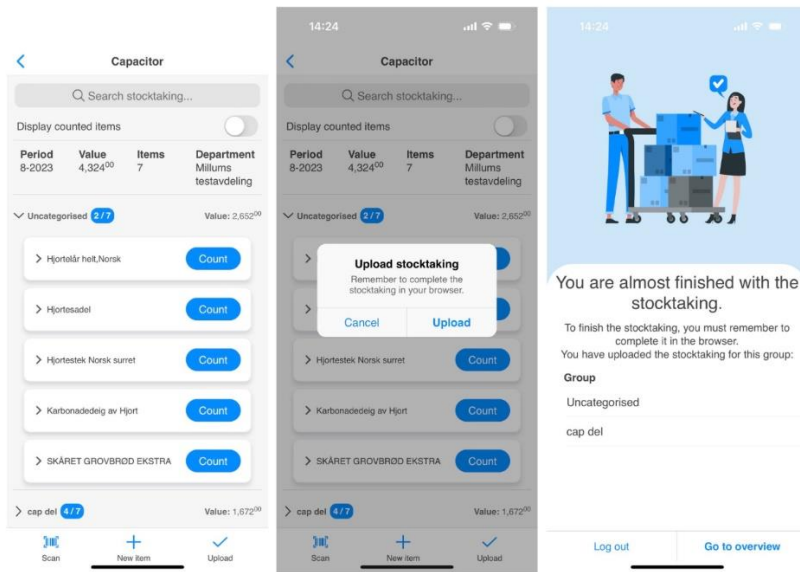 Capacitor
Search stocktaking...
Display counted items
Period Value Items Department
8-2023 4,324⁰⁰ 7 Millums
testavdeling
Uncategorised 2/7 Value: 2,652⁰⁰
Hjortelår helt,Norsk Count
Hjortesadel Count
Hjortestek Norsk surret Count
Karbonadedeig av Hjort Count
SKÅRET GROVBRØD EKSTRA Count
cap del 4/7 Value: 1,672⁰⁰
Scan New item Upload
14:24
Capacitor
Search stocktaking...
Display counted items
Period Value Items Department
8-2023 4,324⁰⁰ 7 Millums
testavdeling
Uncategorised 2/7 Value: 2,652⁰⁰
Upload stocktaking
Remember to complete the
stocktaking in your browser.
Cancel Upload
Hjortestek Norsk surret Count
Karbonadedeig av Hjort Count
SKÅRET GROVBRØD EKSTRA Count
cap del 4/7 Value: 1,672⁰⁰
Scan New item Upload
14:24
You are almost finished with the
stocktaking.
To finish the stocktaking, you must remember to
complete it in the browser.
You have uploaded the stocktaking for this group:
Group
Uncategorised
cap del
Log out Go to overview